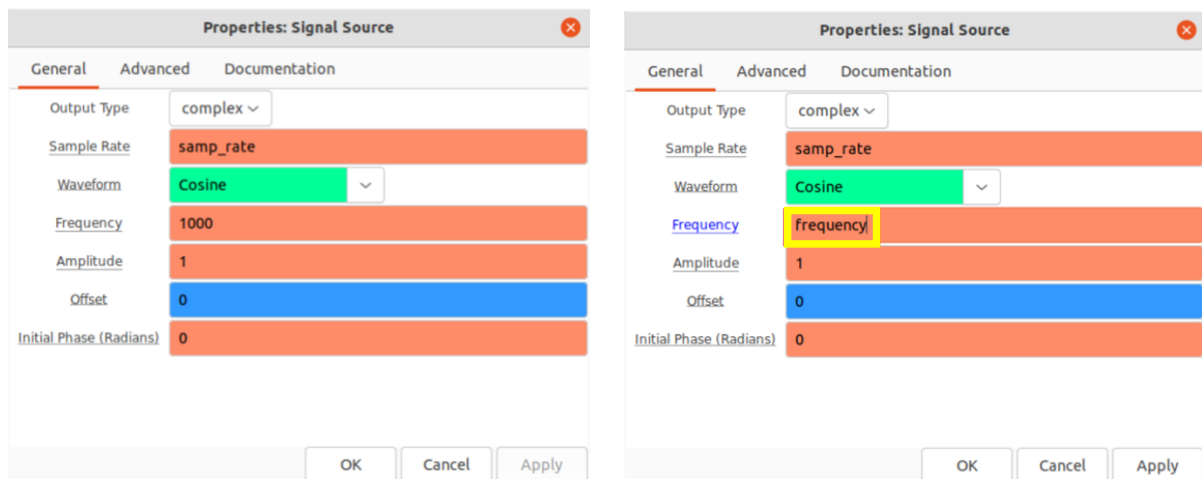 Properties: Signal Source
General Advanced Documentation
Output Type complex
Sample Rate samp_rate
Waveform Cosine
Frequency 1000
Amplitude 1
Offset 0
Initial Phase (Radians) 0
OK Cancel Apply
Properties: Signal Source
General Advanced Documentation
Output Type complex
Sample Rate samp_rate
Waveform Cosine
Frequency frequency
Amplitude 1
Offset 0
Initial Phase (Radians) 0
OK Cancel Apply